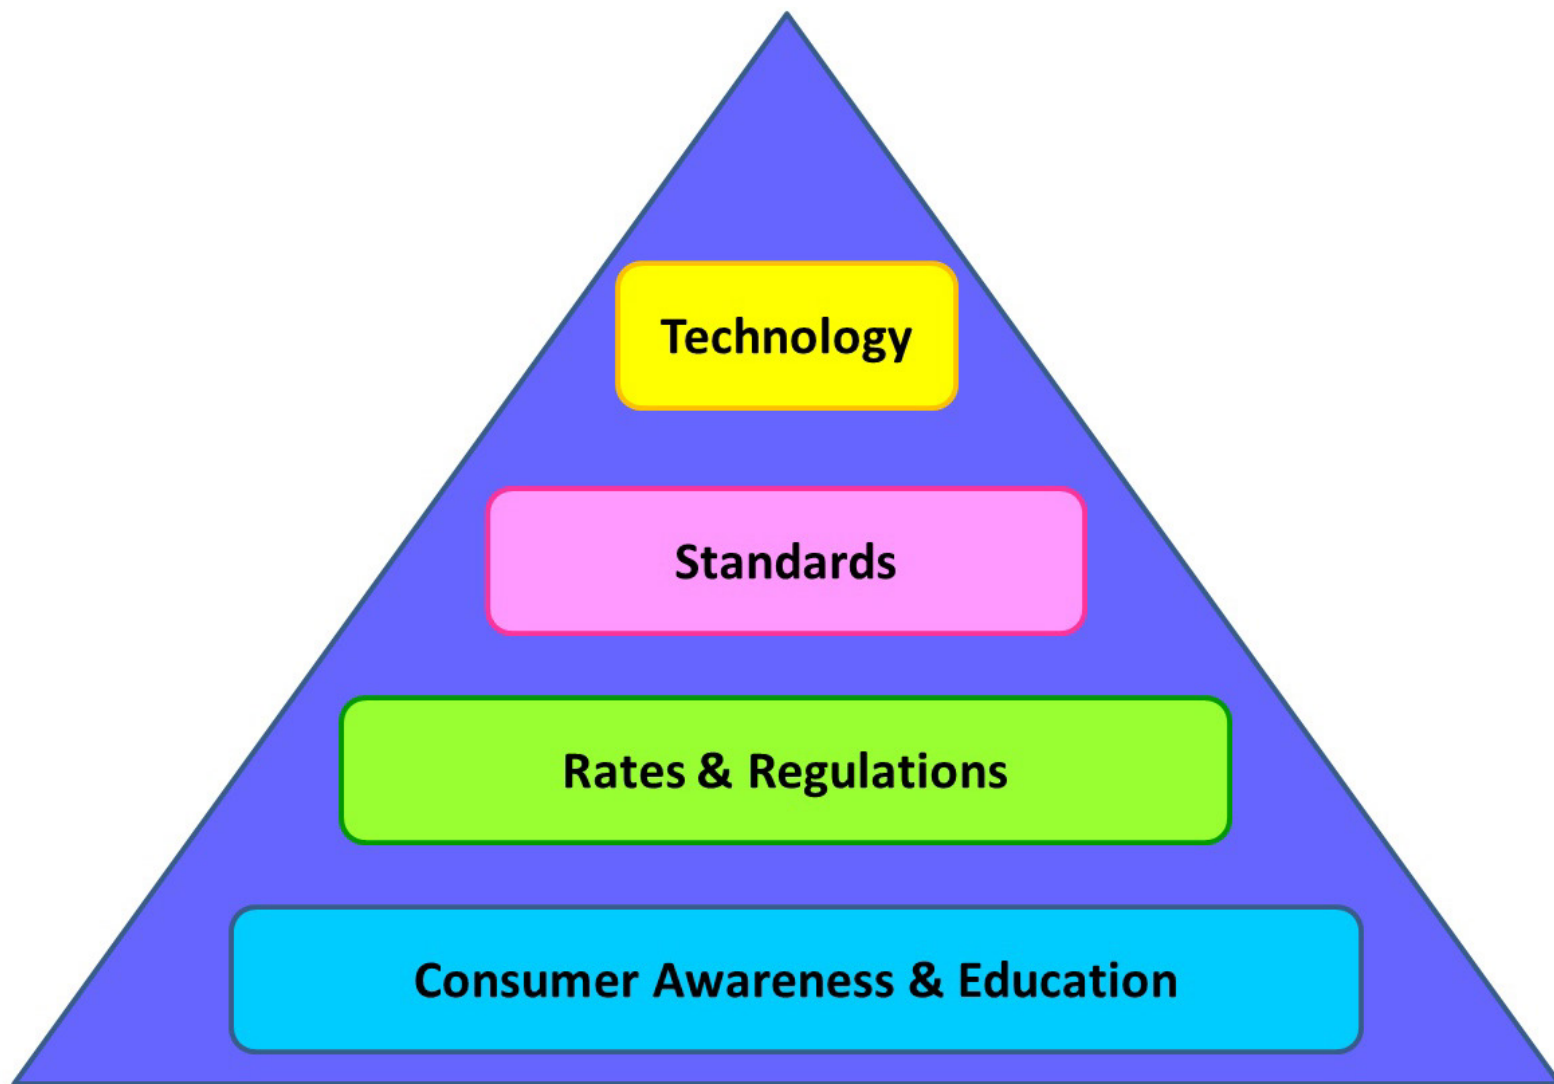 Technology
Standards
Rates & Regulations
Consumer Awareness & Education